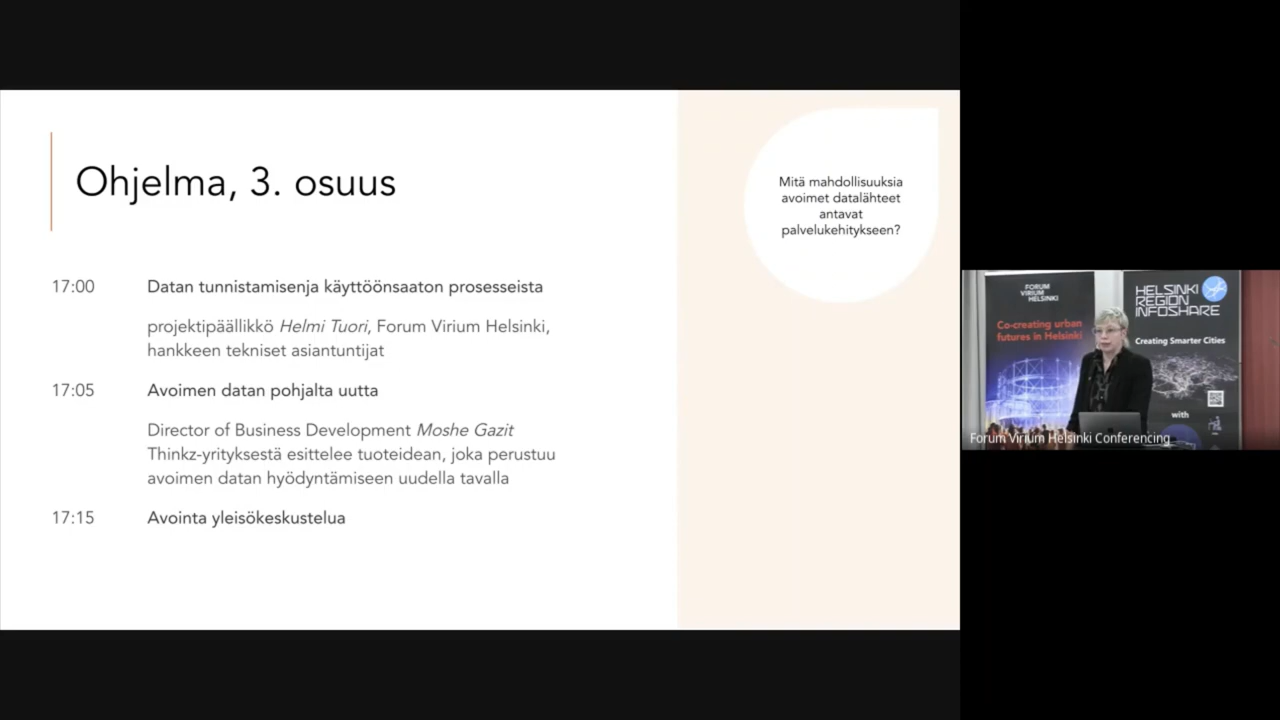 Ohjelma, 3. osuus
Mitä mahdollisuuksia
avoimet datalähteet
antavat
palvelukehitykseen?
17:00 Datan tunnistamisenja käyttöönsaaton prosesseista
projektipäällikkö Helmi Tuori, Forum Virium Helsinki,
hankkeen tekniset asiantuntijat
17:05 Avoimen datan pohjalta uutta
Director of Business Development Moshe Gazit
Thinkz-yrityksestä esittelee tuoteidean, joka perustuu
avoimen datan hyödyntämiseen uudella tavalla
17:15 Avointa yleisökeskustelua
FORUM
VIRIUM
HELSINKI
Co-creating urban
futures in Helsinki
HELSINKI
REGION
INFOSHARE
Creating Smarter Cities
with
Forum Virium Helsinki Conferencing